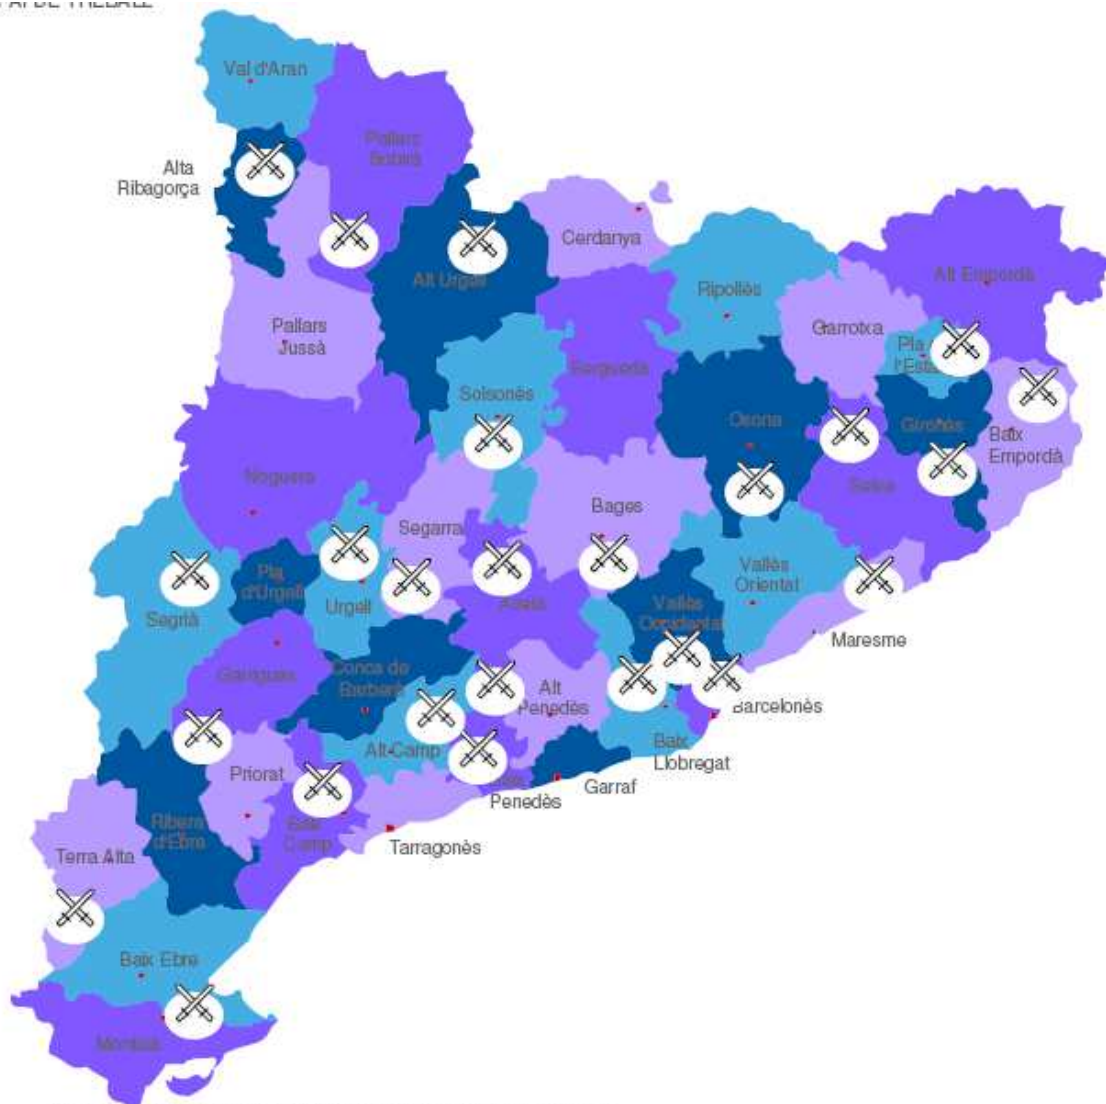 Val d'Aran
Pallars
Sobirà
Alta
Ribagorça
Cerdanya
Alt Urgell
Ripollès
Alt Empordà
Garrotxa
Pallars
Jussà
Pla
l'Esta
Berguedà
Solsonès
Osona
Gironès
Baix
Empordà
Noguera
Bages
Selva
Segarra
Vallès
Oriental
Pla
d'Urgell
Urgell
Segrià
Anoia
Vallès
Occidental
Maresme
Garrigues
Conca de
Barberà
Alt
Penedès
Barcelonès
Alt Camp
Baix
Llobregat
Priorat
Garraf
Penedès
Ribera
d'Ebre
Baix
Camp
Tarragonès
Terra Alta
Baix Ebre
Montsià